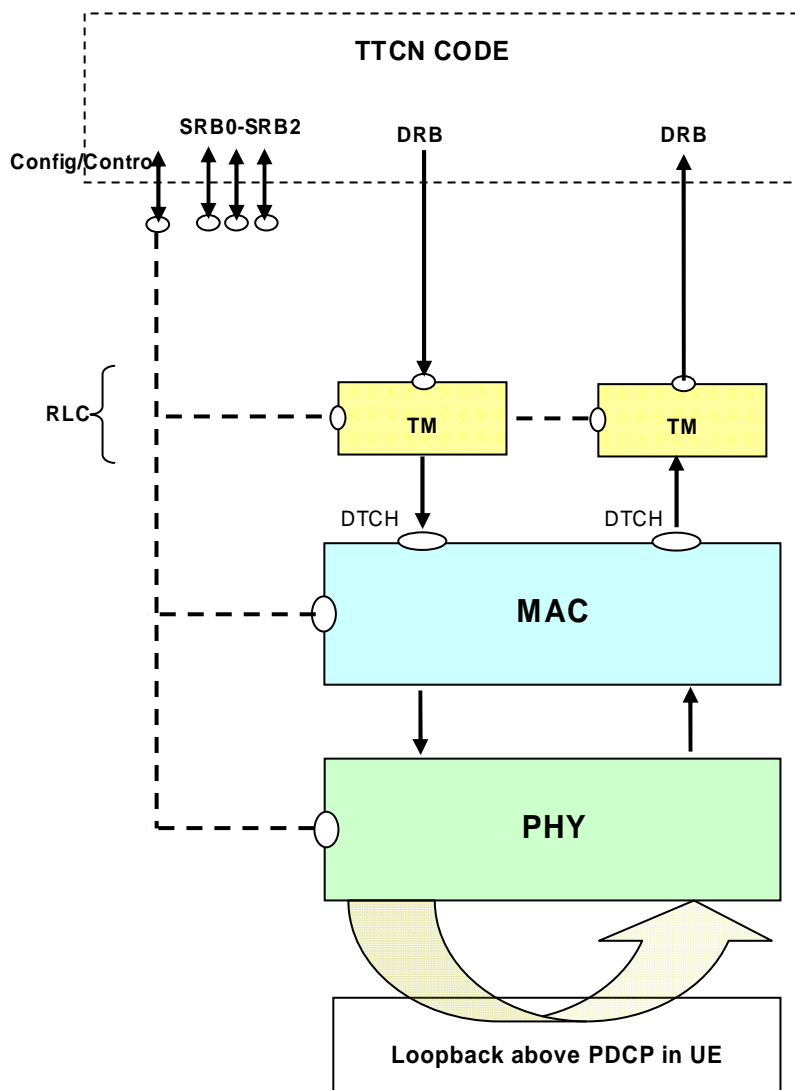 TTCN CODE
SRB0-SRB2
DRB
DRB
Config/Contro
RLC
TM
TM
DTCH
DTCH
MAC
PHY
Loopback above PDCP in UE